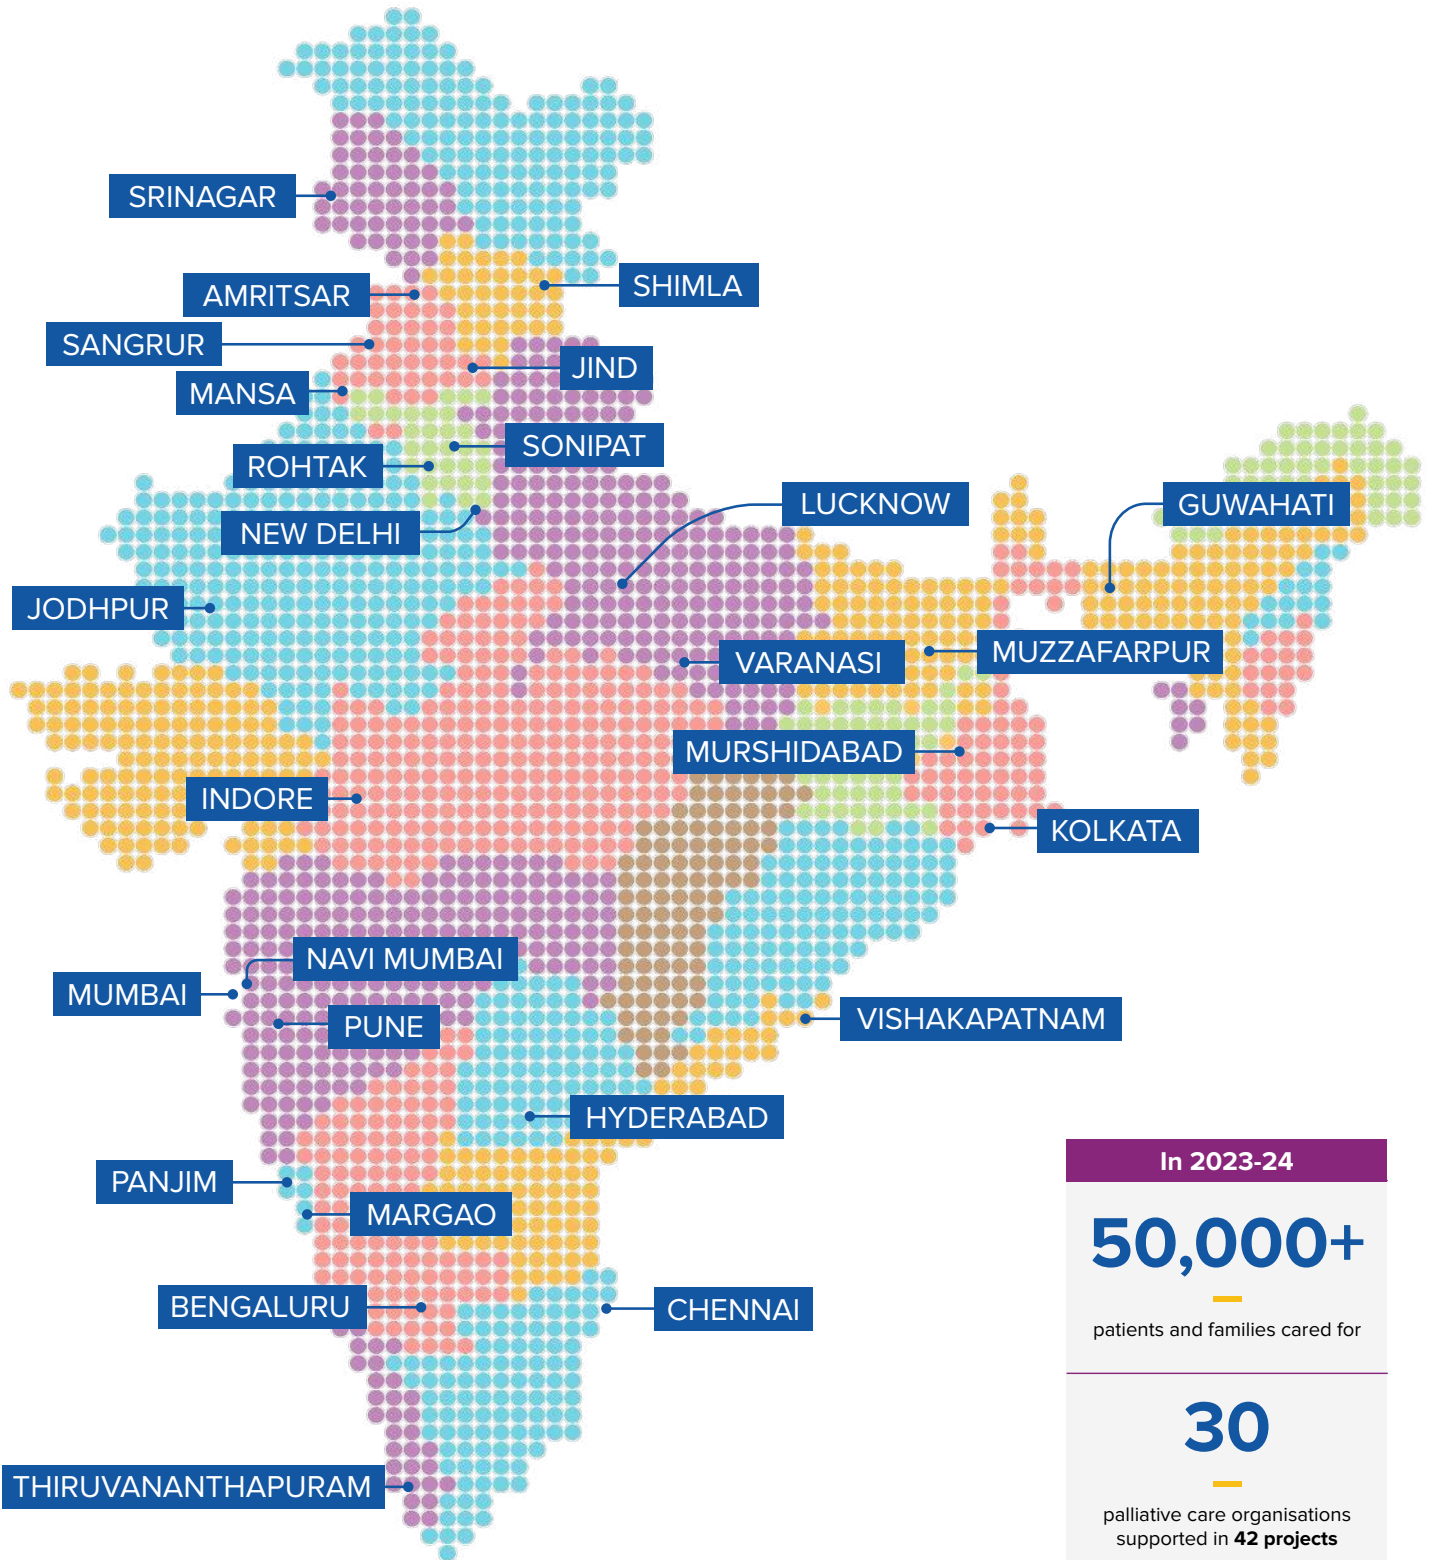 SRINAGAR
SHIMLA
AMRITSAR
SANGRUR
JIND
MANSA
SONIPAT
ROHTAK
LUCKNOW
GUWAHATI
NEW DELHI
JODHPUR
VARANASI
MUZZAFARPUR
MURSHIDABAD
INDORE
KOLKATA
NAVI MUMBAI
MUMBAI
PUNE
VISHAKAPATNAM
HYDERABAD
PANJIM
MARGAO
BENGALURU
CHENNAI
THIRUVANANTHAPURAM
In 2023-24
50,000+
patients and families cared for
30
palliative care organisations
supported in 42 projects